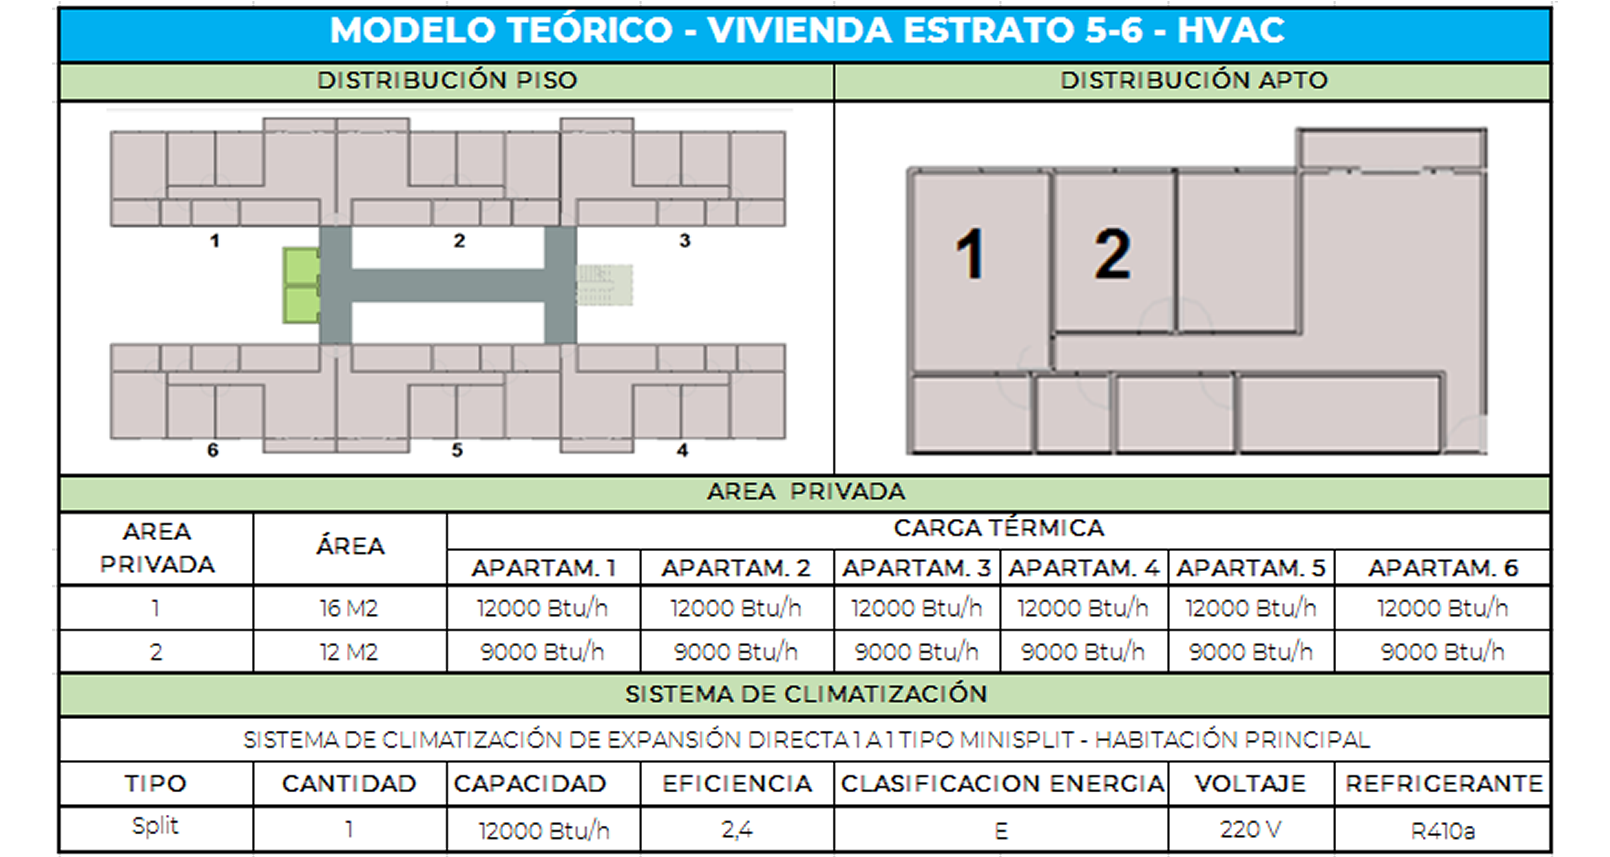 MODELO TEÓRICO - VIVIENDA ESTRATO 5-6 - HVAC
DISTRIBUCIÓN PISO
DISTRIBUCIÓN APTO
1
2
3
6
5
4
1
2
AREA PRIVADA
AREA PRIVADA ÁREA CARGA TÉRMICA
APARTAM. 1 APARTAM. 2 APARTAM. 3 APARTAM. 4 APARTAM. 5 APARTAM. 6
1 16 M2 12000 Btu/h 12000 Btu/h 12000 Btu/h 12000 Btu/h 12000 Btu/h 12000 Btu/h
2 12 M2 9000 Btu/h 9000 Btu/h 9000 Btu/h 9000 Btu/h 9000 Btu/h 9000 Btu/h
SISTEMA DE CLIMATIZACIÓN
SISTEMA DE CLIMATIZACIÓN DE EXPANSIÓN DIRECTA 1 A 1 TIPO MINISPLIT - HABITACIÓN PRINCIPAL
TIPO CANTIDAD CAPACIDAD EFICIENCIA CLASIFICACION ENERGIA VOLTAJE REFRIGERANTE
Split 1 12000 Btu/h 2,4 E 220 V R410a